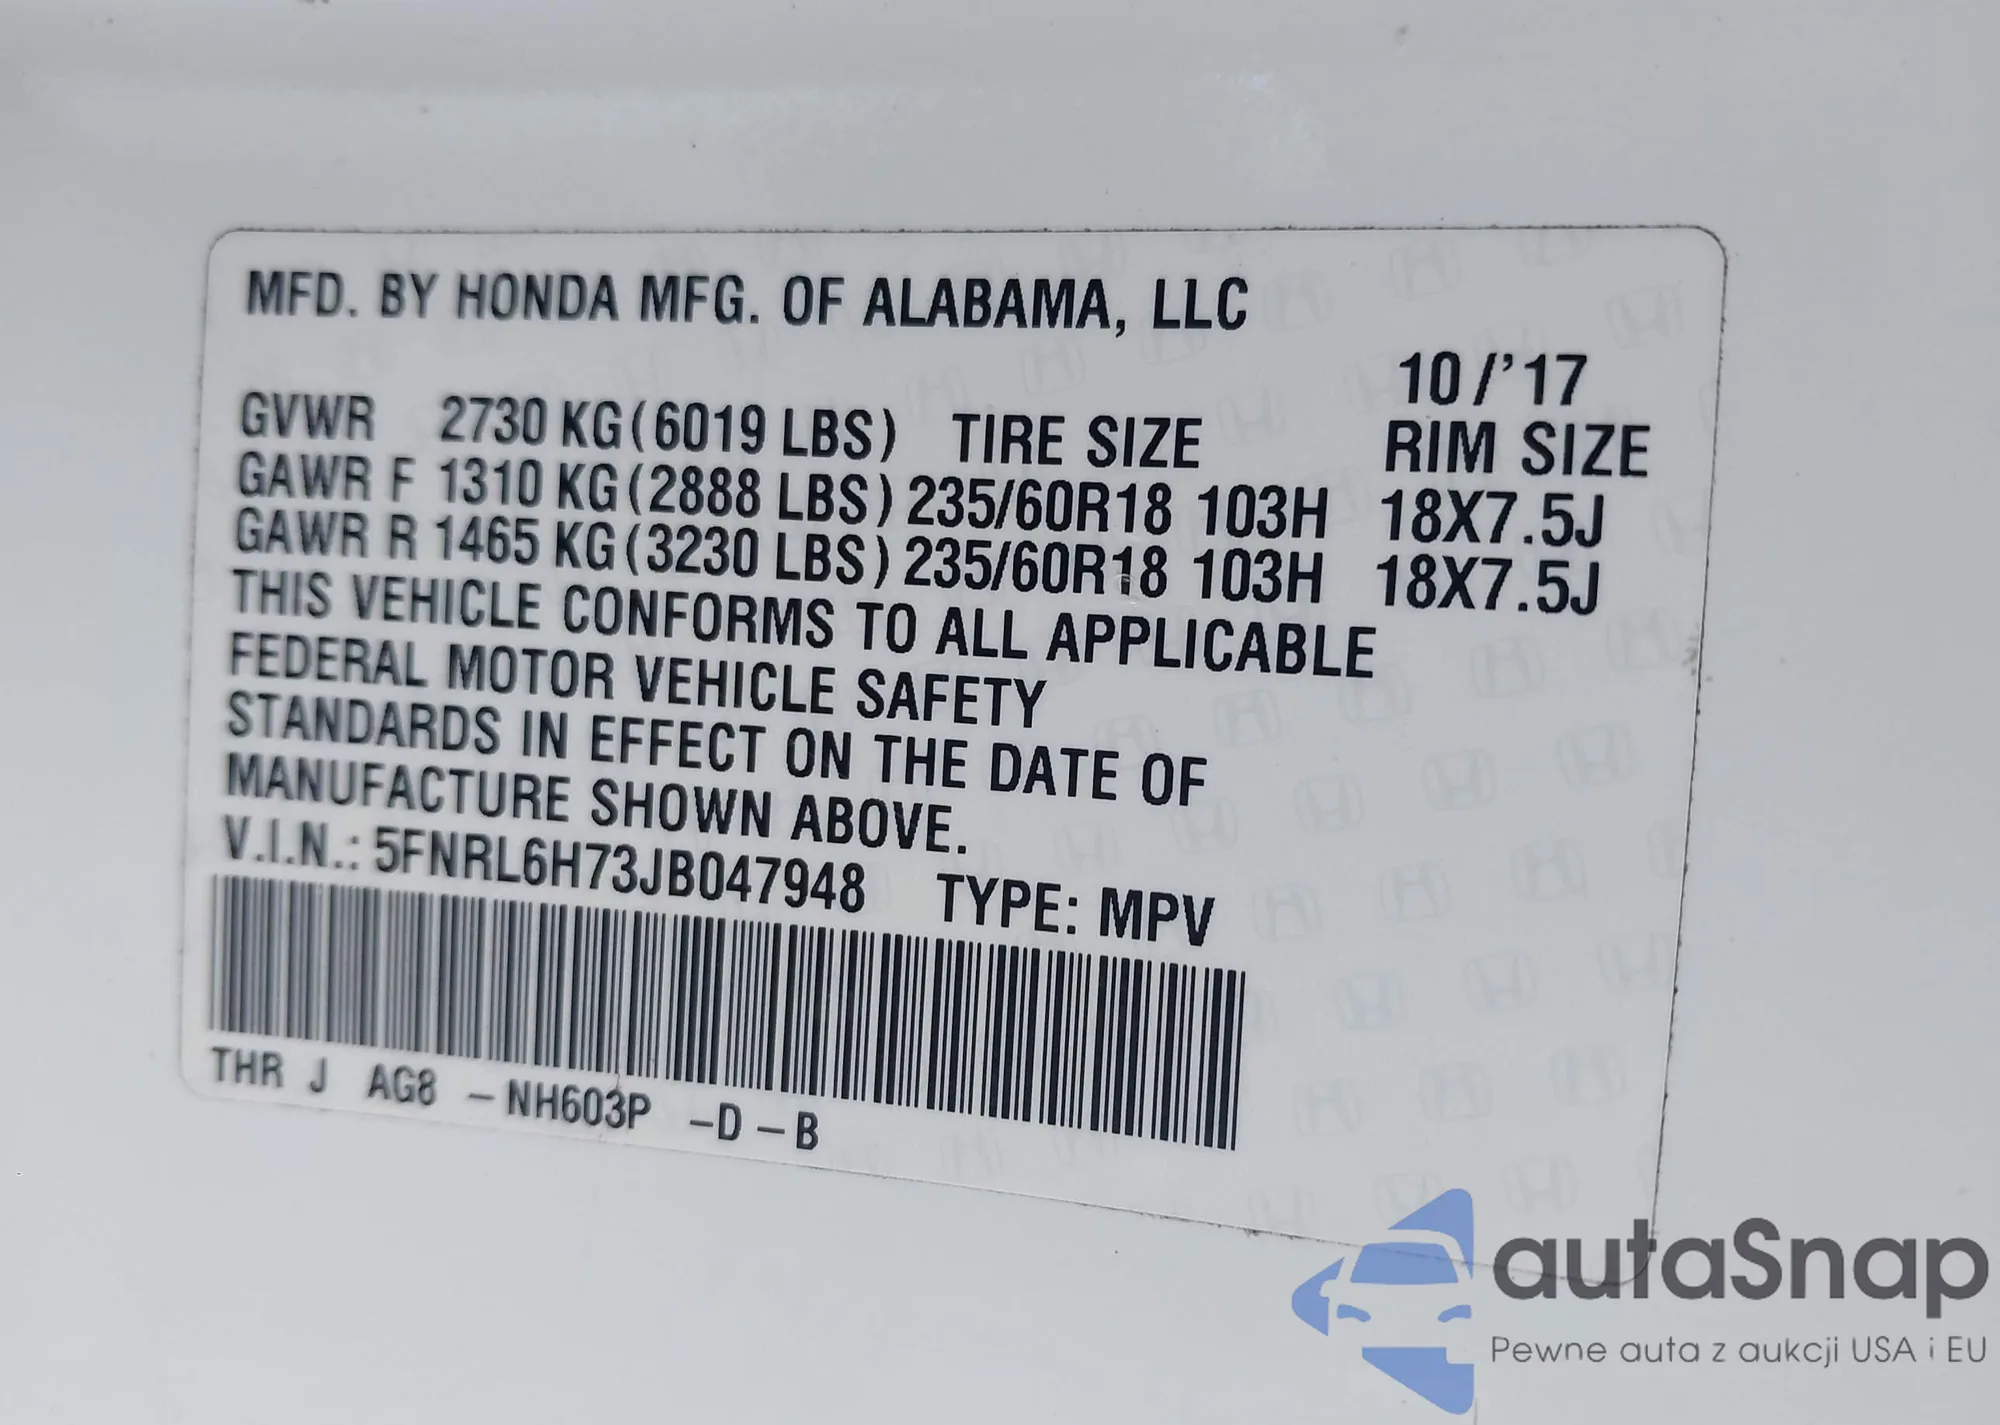 MFD. BY HONDA MFG. OF ALABAMA, LLC
10/'17
GVWR 2730 KG(6019 LBS) TIRE SIZE RIM SIZE
GAWR F 1310 KG(2888 LBS) 235/60R18 103H 18X7.5J
GAWR R 1465 KG(3230 LBS) 235/60R18 103H 18X7.5J
THIS VEHICLE CONFORMS TO ALL APPLICABLE
FEDERAL MOTOR VEHICLE SAFETY
STANDARDS IN EFFECT ON THE DATE OF
MANUFACTURE SHOWN ABOVE.
V.I.N.: 5FNRL6H73JB047948 TYPE: MPV
THR J AG8 -NH603P -D-B
autaSnap
Pewne auta z aukcji USA i EU